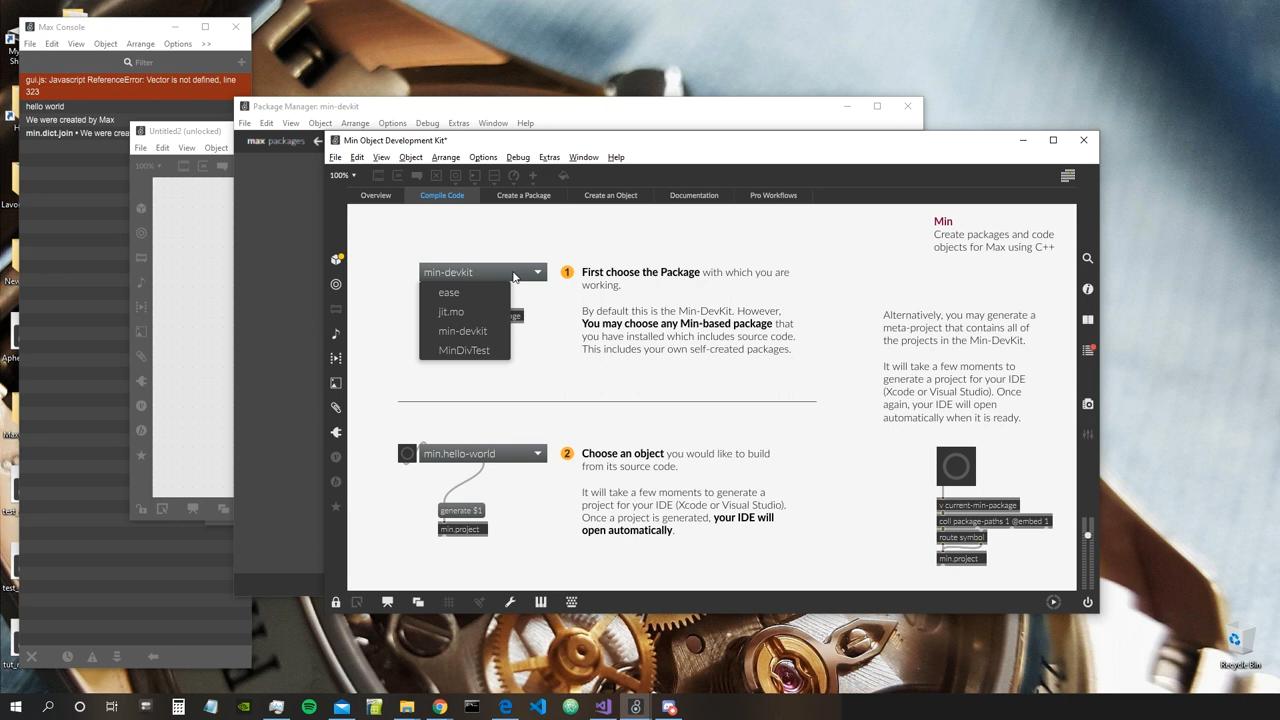 Max Console
File Edit View Object Arrange Options >>
Filter
gui.js: Javascript ReferenceError: Vector is not defined, line
323
hello world
We were created by Max
min.dict.join • We were crea
Untitled2 (unlocked)
File Edit View Object
100%
Package Manager: min-devkit
File Edit View Object Arrange Options Debug Extras Window Help
max packages
Min Object Development Kit*
File Edit View Object Arrange Options Debug Extras Window Help
100%
Overview Compile Code Create a Package Create an Object Documentation Pro Workflows
Min
Create packages and code
objects for Max using C++
min-devkit
ease
jit.mo
min-devkit
MinDivTest
1 First choose the Package with which you are
working.
By default this is the Min-DevKit. However,
You may choose any Min-based package that
you have installed which includes source code.
This includes your own self-created packages.
Alternatively, you may generate a
meta-project that contains all of
the projects in the Min-DevKit.
It will take a few moments to
generate a project for your IDE
(Xcode or Visual Studio). Once
again, your IDE will open
automatically when it is ready.
min.hello-world
generate $1
min.project
2 Choose an object you would like to build
from its source code.
It will take a few moments to generate a
project for your IDE (Xcode or Visual Studio).
Once a project is generated, your IDE will
open automatically.
v current-min-package
coll package-paths 1 @embed 1
route symbol
min.project
Recycle Bin